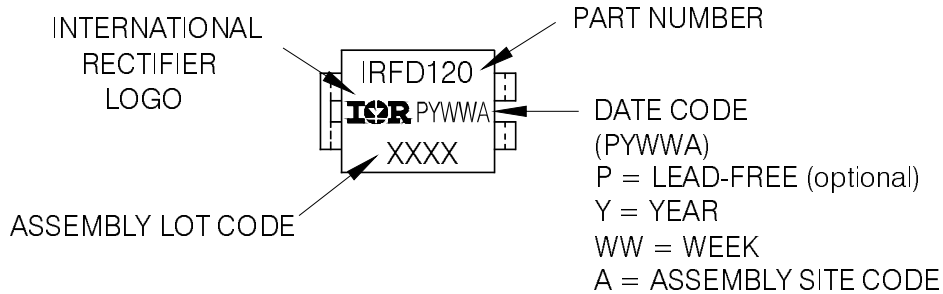 INTERNATIONAL
RECTIFIER
LOGO
PART NUMBER
IRFD120
IOR PYWWA
XXXX
ASSEMBLY LOT CODE
DATE CODE
(PYWWA)
P = LEAD-FREE (optional)
Y = YEAR
WW = WEEK
A = ASSEMBLY SITE CODE